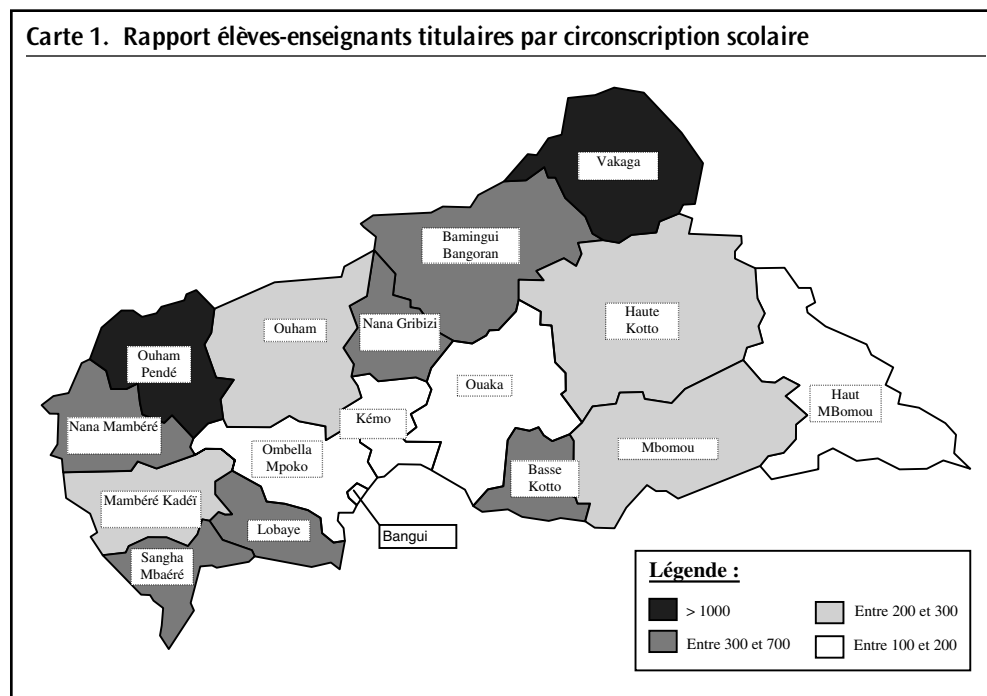 Carte 1. Rapport élèves-enseignants titulaires par circonscription scolaire
Vakaga
Bamingui
Bangoran
Haute
Kotto
Ouham
Nana Gribizi
Ouham
Pendé
Ouaka
Haut
MBomou
Kémo
Nana Mambéré
Ombella
Mpoko
Mbomou
Basse
Kotto
Mambéré Kadéï
Lobaye
Bangui
Sangha
Mbaéré
Légende :
> 1000
Entre 200 et 300
Entre 300 et 700
Entre 100 et 200